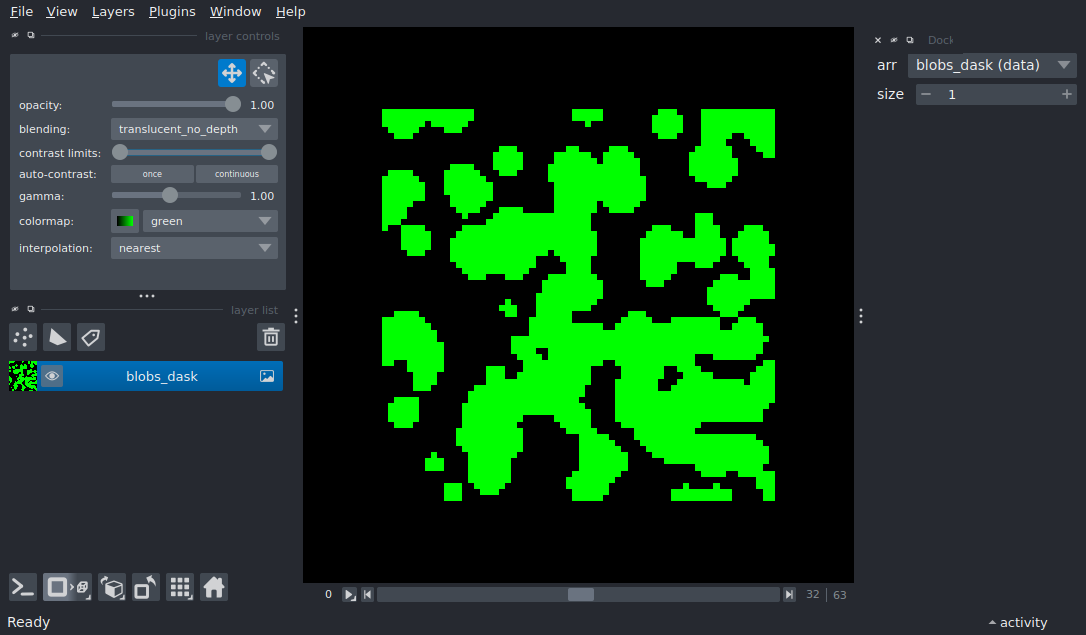 File View Layers Plugins Window Help
layer controls
opacity: 1.00
blending: translucent_no_depth
contrast limits:
auto-contrast: once continuous
gamma: 1.00
colormap: green
interpolation: nearest
layer list
blobs_dask
Dock
arr blobs_dask (data)
size 1
0 32 63
Ready activity